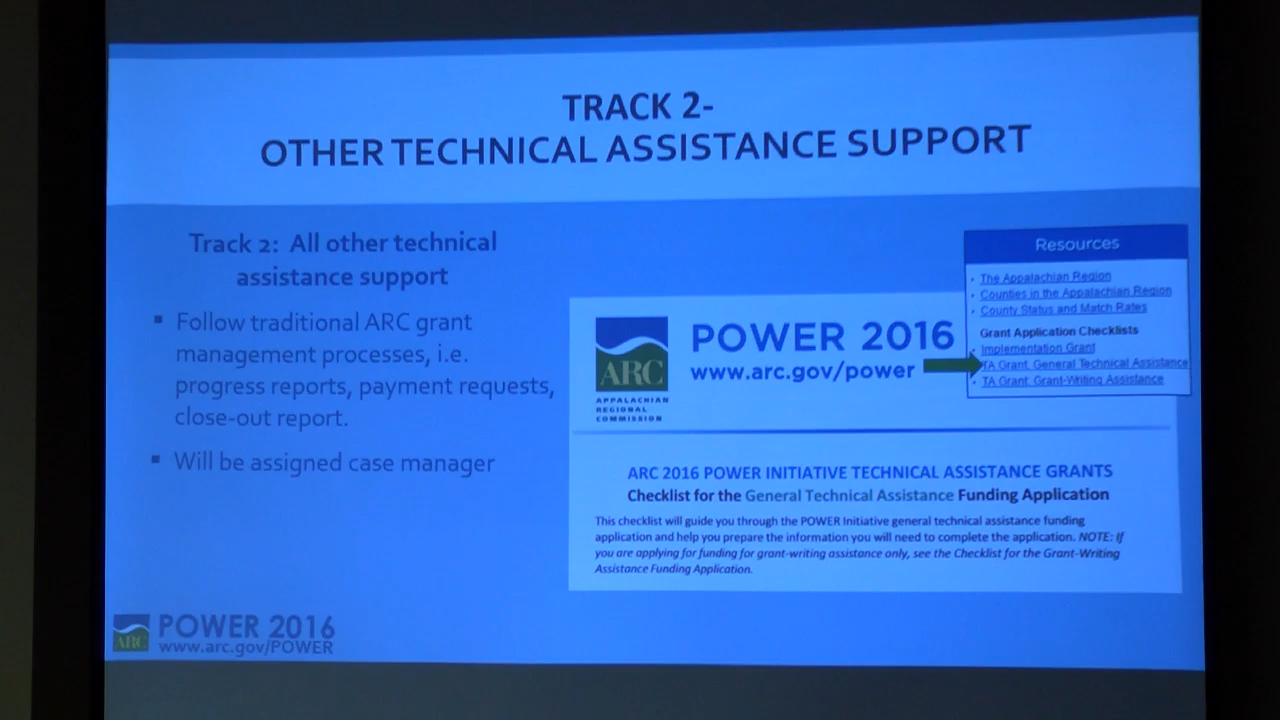 TRACK 2-
OTHER TECHNICAL ASSISTANCE SUPPORT
Track 2: All other technical
assistance support
▪ Follow traditional ARC grant
management processes, i.e.
progress reports, payment requests,
close-out report.
▪ Will be assigned case manager
Resources
• The Appalachian Region
• Counties in the Appalachian Region
• County Status and Match Rates
Grant Application Checklists
• Implementation Grant
TA Grant, General Technical Assistance
• TA Grant, Grant-Writing Assistance
ARC
APPALACHIAN
REGIONAL
COMMISSION
POWER 2016
www.arc.gov/power
ARC 2016 POWER INITIATIVE TECHNICAL ASSISTANCE GRANTS
Checklist for the General Technical Assistance Funding Application
This checklist will guide you through the POWER Initiative general technical assistance funding
application and help you prepare the information you will need to complete the application. NOTE: If
you are applying for funding for grant-writing assistance only, see the Checklist for the Grant-Writing
Assistance Funding Application.
ARC
POWER 2016
www.arc.gov/POWER